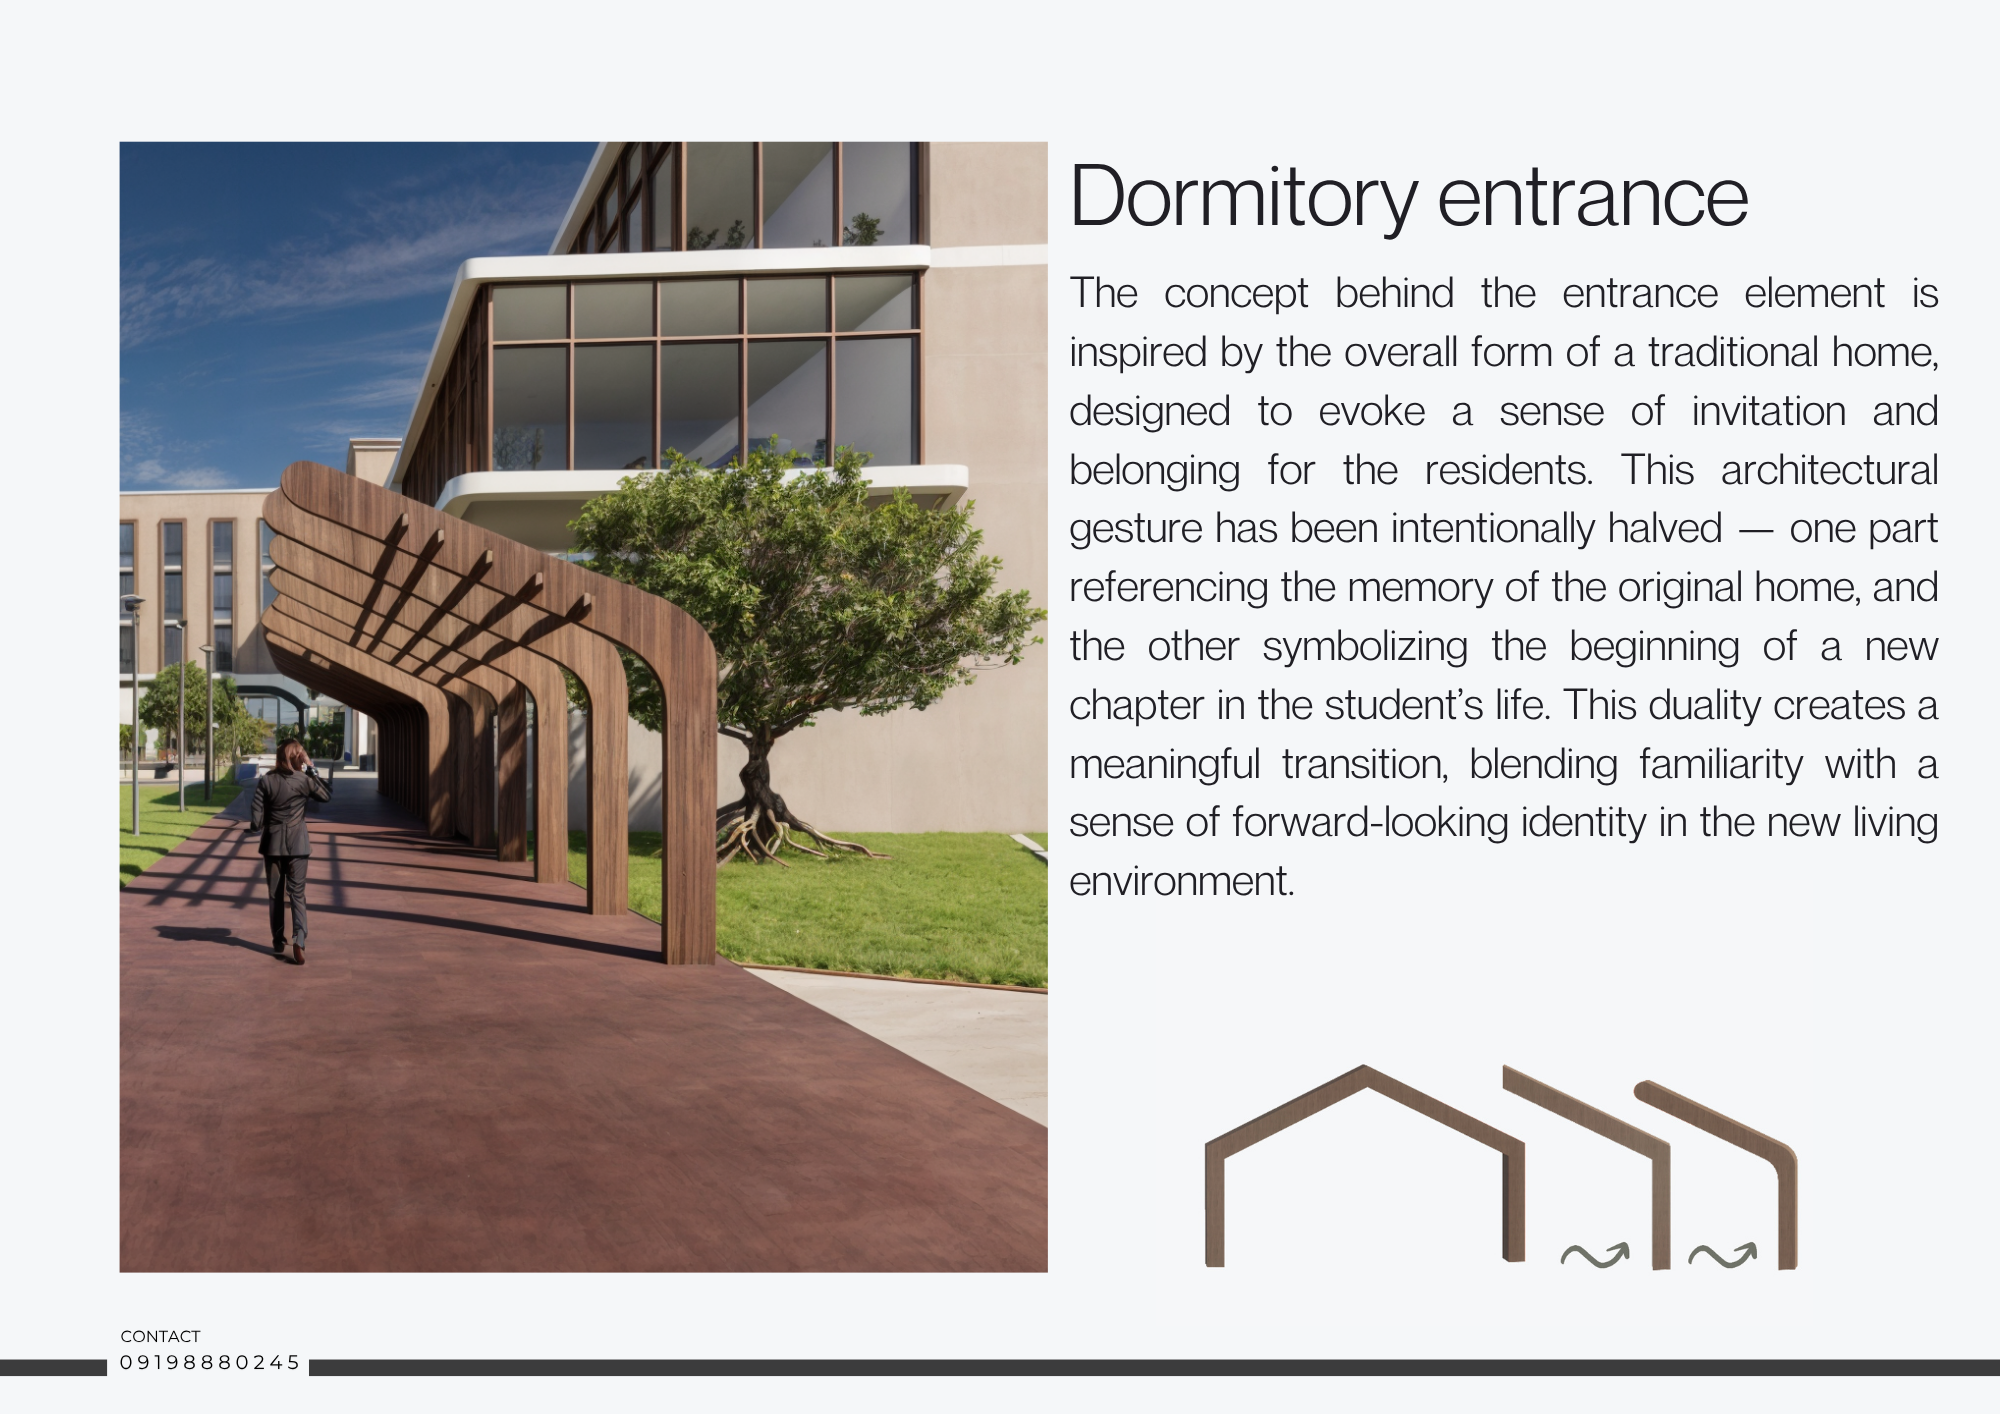 Dormitory entrance
The concept behind the entrance element is
inspired by the overall form of a traditional home,
designed to evoke a sense of invitation and
belonging for the residents. This architectural
gesture has been intentionally halved — one part
referencing the memory of the original home, and
the other symbolizing the beginning of a new
chapter in the student’s life. This duality creates a
meaningful transition, blending familiarity with a
sense of forward-looking identity in the new living
environment.
CONTACT
09198880245